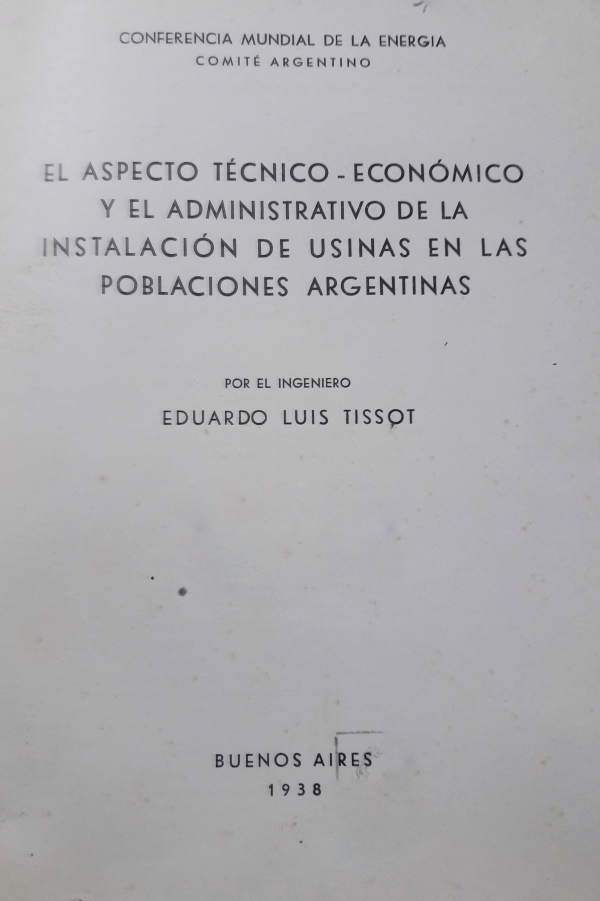 CONFERENCIA MUNDIAL DE LA ENERGIA
COMITÉ ARGENTINO
EL ASPECTO TÉCNICO - ECONÓMICO
Y EL ADMINISTRATIVO DE LA
INSTALACIÓN DE USINAS EN LAS
POBLACIONES ARGENTINAS
POR EL INGENIERO
EDUARDO LUIS TISSOT
BUENOS AIRES
1938